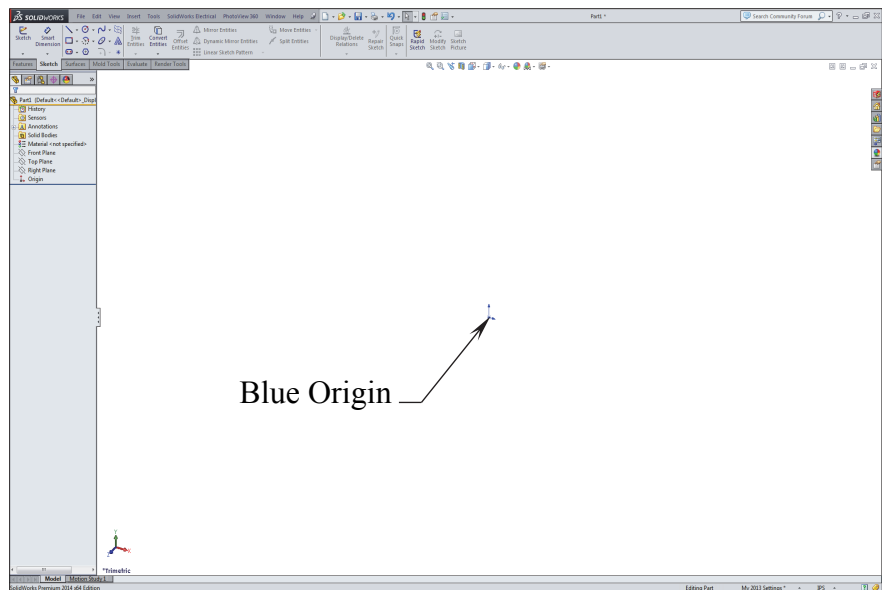 SOLIDWORKS File Edit View Insert Tools SolidWorks Electrical PhotoView 360 Window Help Part1 * Search Community Forum
Sketch Smart Dimension Trim Entities Convert Entities Offset Entities Mirror Entities Dynamic Mirror Entities Linear Sketch Pattern Move Entities Split Entities Display/Delete Relations Repair Sketch Quick Snaps Rapid Sketch Modify Sketch Sketch Picture
Features Sketch Surfaces Mold Tools Evaluate Render Tools
Part1 (Default<<Default>_Displ
History
Sensors
Annotations
Solid Bodies
Material <not specified>
Front Plane
Top Plane
Right Plane
Origin
Blue Origin
Y
Z X
*Trimetric
Model Motion Study 1
SolidWorks Premium 2014 x64 Edition Editing Part My 2013 Settings * IPS